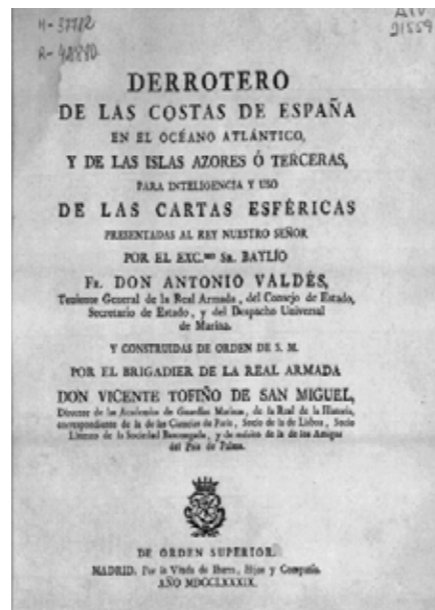 H-37712
ATV
21559
R-42880
DERROTERO
DE LAS COSTAS DE ESPAÑA
EN EL OCÉANO ATLÁNTICO,
Y DE LAS ISLAS AZORES Ó TERCERAS,
PARA INTELIGENCIA Y USO
DE LAS CARTAS ESFÉRICAS
PRESENTADAS AL REY NUESTRO SEÑOR
POR EL EXC.MO SR. BAYLÍO
FR. DON ANTONIO VALDÉS,
Teniente General de la Real Armada, del Consejo de Estado,
Secretario de Estado, y del Despacho Universal
de Marina.
Y CONSTRUIDAS DE ORDEN DE S. M.
POR EL BRIGADIER DE LA REAL ARMADA
DON VICENTE TOFIÑO DE SAN MIGUEL,
Director de las Academias de Guardias Marinas, de la Real de la Historia,
correspondiente de la de las Ciencias de Paris, Socio de la de Lisboa, Socio
Literato de la Sociedad Bascongada, y de mérito de la de los Amigos
del Pais de Palma.
DE ORDEN SUPERIOR.
MADRID. Por la Viuda de Ibarra, Hijos y Compañía.
AÑO MDCCLXXXIX.